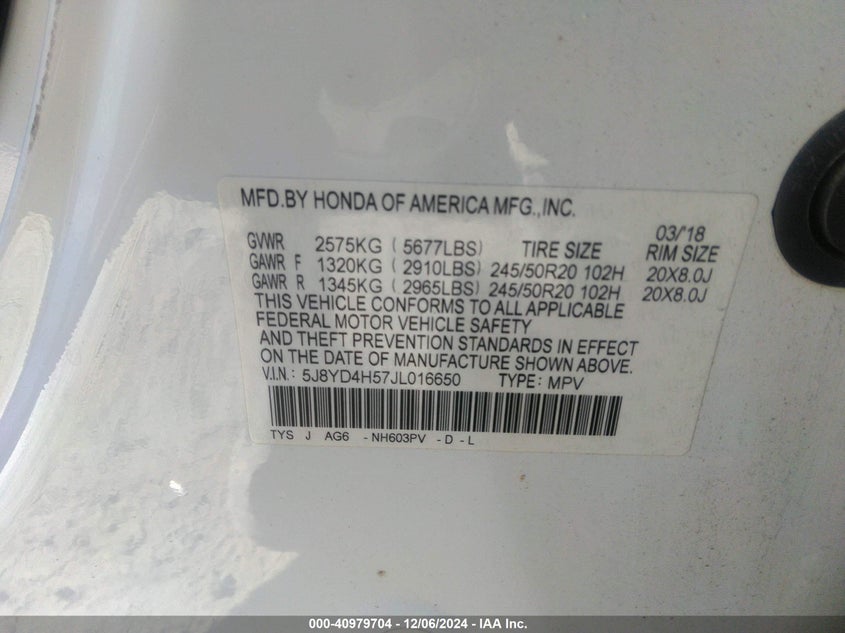 MFD.BY HONDA OF AMERICA MFG.,INC.
03/'18
GVWR 2575KG ( 5677LBS) TIRE SIZE RIM SIZE
GAWR F 1320KG ( 2910LBS) 245/50R20 102H 20X8.0J
GAWR R 1345KG ( 2965LBS) 245/50R20 102H 20X8.0J
THIS VEHICLE CONFORMS TO ALL APPLICABLE
FEDERAL MOTOR VEHICLE SAFETY
AND THEFT PREVENTION STANDARDS IN EFFECT
ON THE DATE OF MANUFACTURE SHOWN ABOVE.
V.I.N.: 5J8YD4H57JL016650 TYPE: MPV
TYS J AG6 -NH603PV -D-L
000-40979704 - 12/06/2024 - IAA Inc.